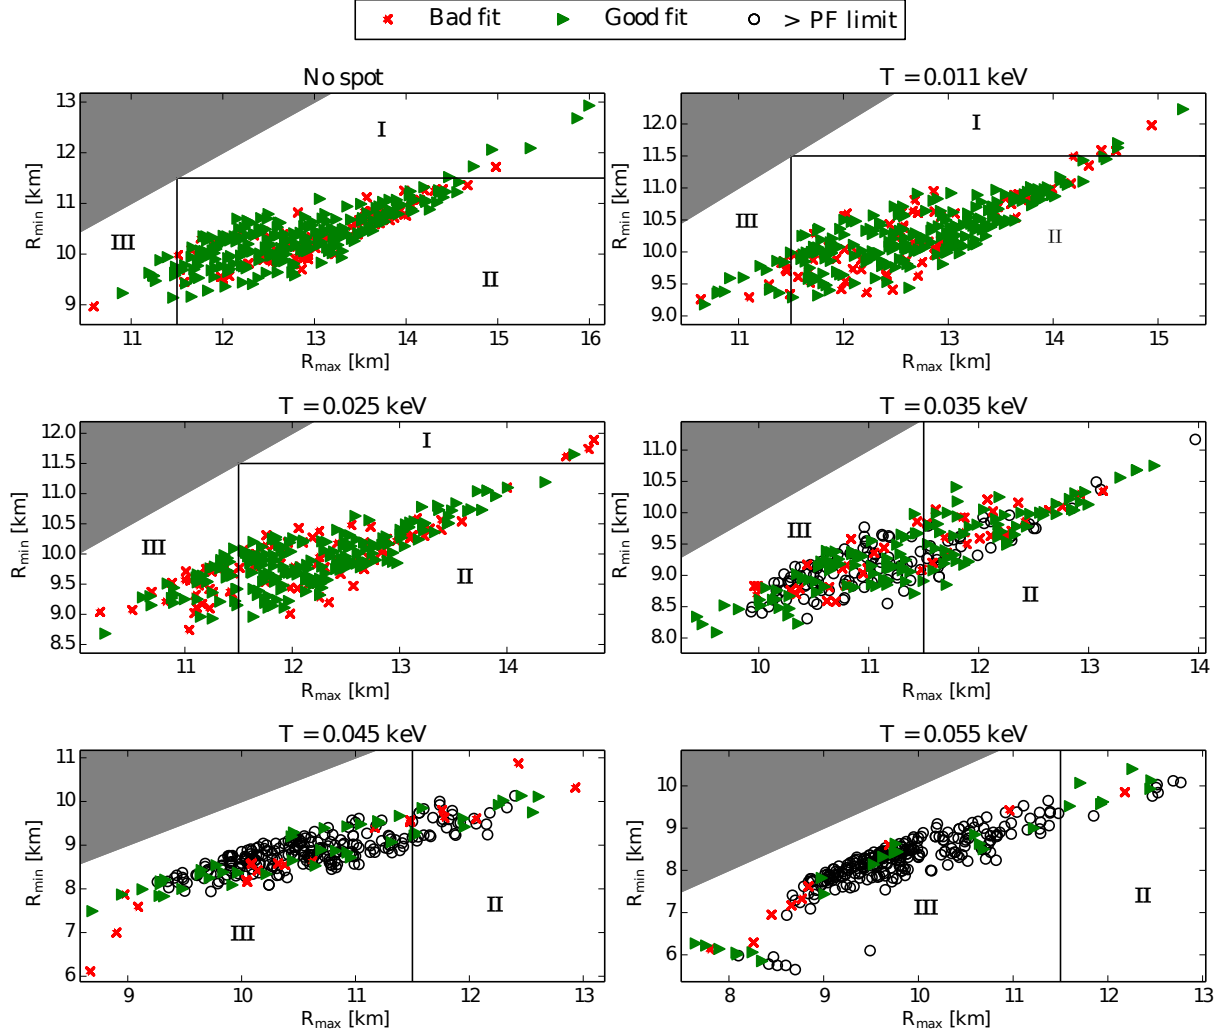 Bad fit Good fit > PF limit
No spot
13
12
11
10
9
R_min [km]
I
III
II
11 12 13 14 15 16
R_max [km]
T = 0.011 keV
12.0
11.5
11.0
10.5
10.0
9.5
9.0
R_min [km]
I
III
II
11 12 13 14 15
R_max [km]
T = 0.025 keV
12.0
11.5
11.0
10.5
10.0
9.5
9.0
8.5
R_min [km]
I
III
II
11 12 13 14
R_max [km]
T = 0.035 keV
11.0
10.5
10.0
9.5
9.0
8.5
8.0
R_min [km]
III
II
10 11 12 13 14
R_max [km]
T = 0.045 keV
11
10
9
8
7
6
R_min [km]
III
II
9 10 11 12 13
R_max [km]
T = 0.055 keV
10
9
8
7
6
R_min [km]
III
II
8 9 10 11 12 13
R_max [km]